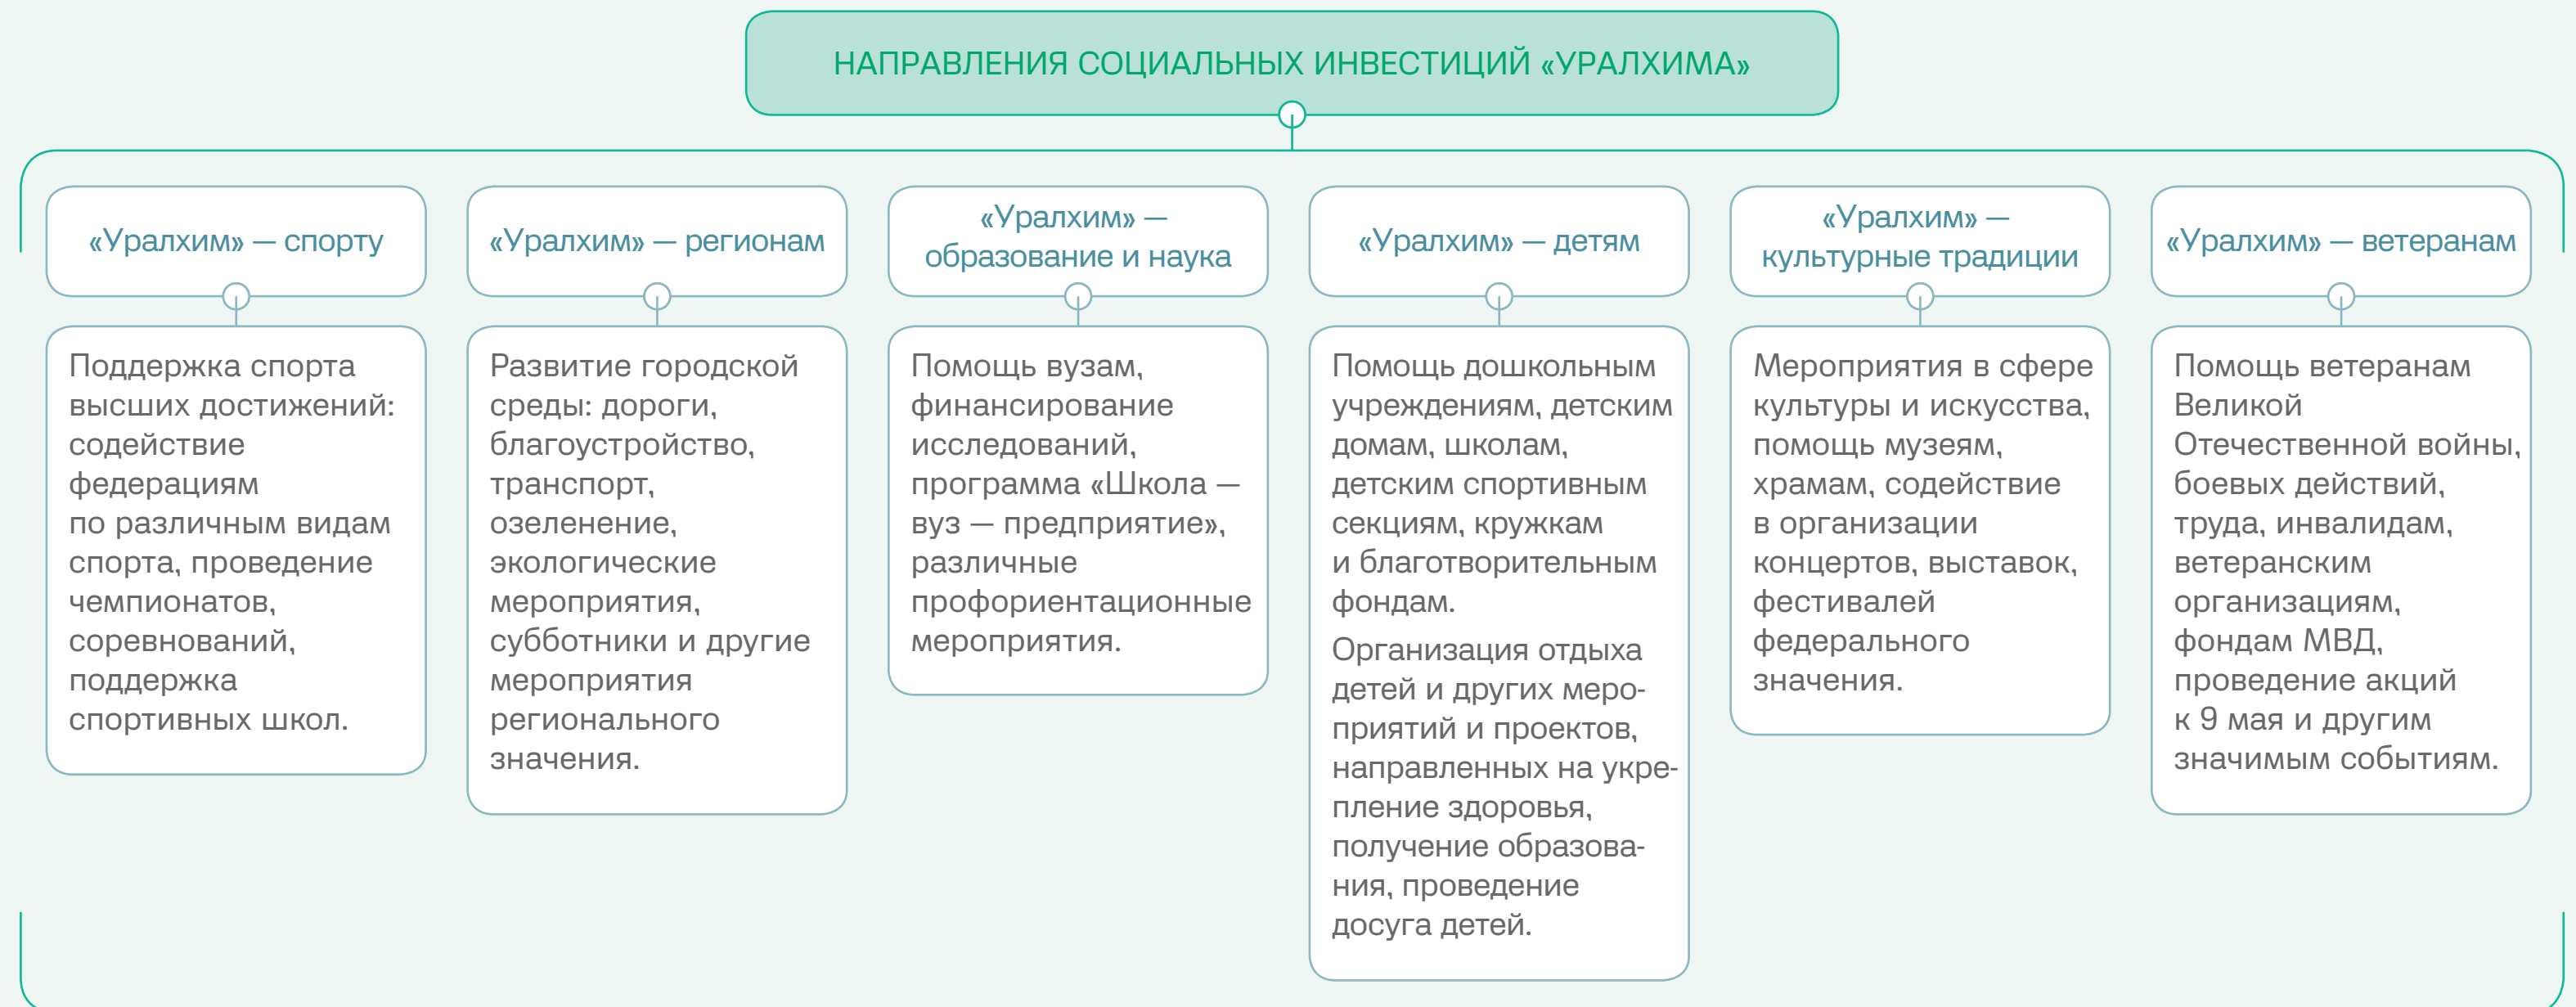 НАПРАВЛЕНИЯ СОЦИАЛЬНЫХ ИНВЕСТИЦИЙ «УРАЛХИМА»
«Уралхим» — спорту
Поддержка спорта
высших достижений:
содействие
федерациям
по различным видам
спорта, проведение
чемпионатов,
соревнований,
поддержка
спортивных школ.
«Уралхим» — регионам
Развитие городской
среды: дороги,
благоустройство,
транспорт,
озеленение,
экологические
мероприятия,
субботники и другие
мероприятия
регионального
значения.
«Уралхим» —
образование и наука
Помощь вузам,
финансирование
исследований,
программа «Школа —
вуз — предприятие»,
различные
профориентационные
мероприятия.
«Уралхим» — детям
Помощь дошкольным
учреждениям, детским
домам, школам,
детским спортивным
секциям, кружкам
и благотворительным
фондам.
Организация отдыха
детей и других меро-
приятий и проектов,
направленных на укре-
пление здоровья,
получение образова-
ния, проведение
досуга детей.
«Уралхим» —
культурные традиции
Мероприятия в сфере
культуры и искусства,
помощь музеям,
храмам, содействие
в организации
концертов, выставок,
фестивалей
федерального
значения.
«Уралхим» — ветеранам
Помощь ветеранам
Великой
Отечественной войны,
боевых действий,
труда, инвалидам,
ветеранским
организациям,
фондам МВД,
проведение акций
к 9 мая и другим
значимым событиям.